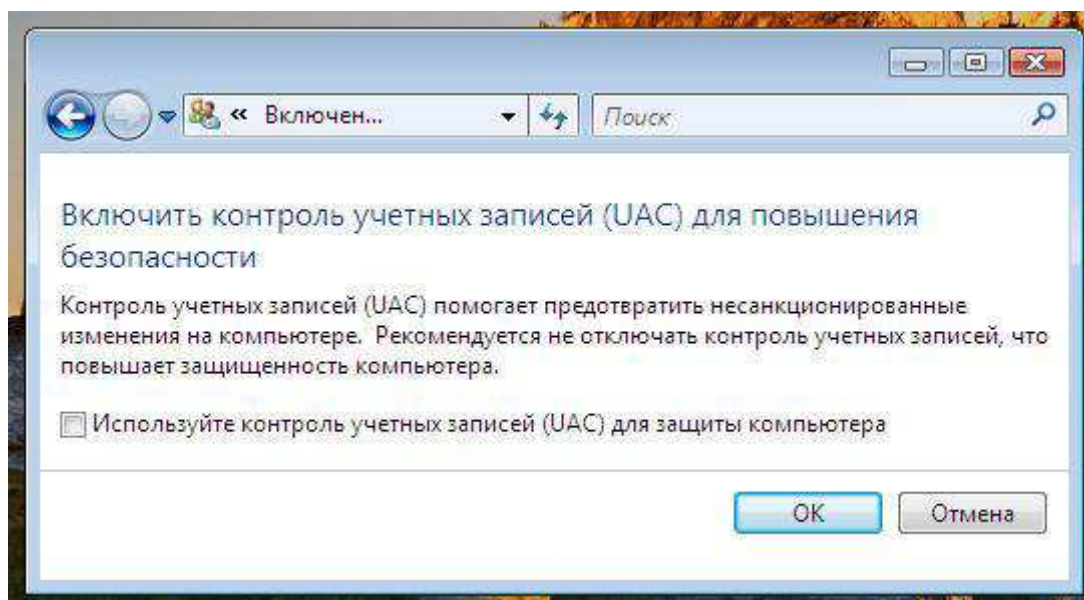 « Включен...
Поиск
Включить контроль учетных записей (UAC) для повышения
безопасности
Контроль учетных записей (UAC) помогает предотвратить несанкционированные
изменения на компьютере. Рекомендуется не отключать контроль учетных записей, что
повышает защищенность компьютера.
Используйте контроль учетных записей (UAC) для защиты компьютера
ОК
Отмена